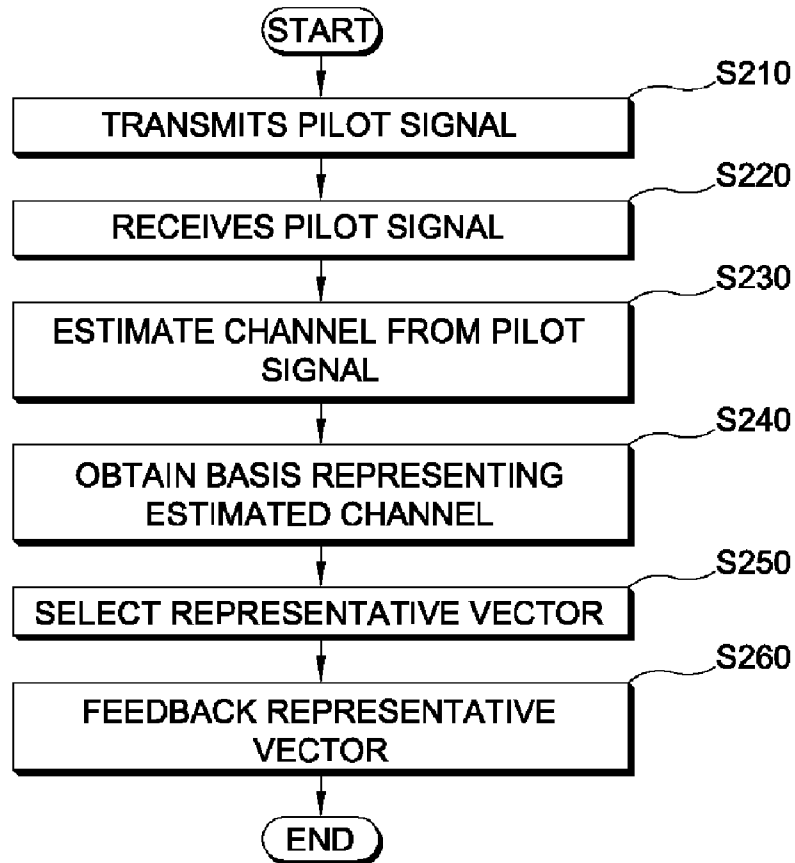 START
S210
TRANSMITS PILOT SIGNAL
S220
RECEIVES PILOT SIGNAL
S230
ESTIMATE CHANNEL FROM PILOT
SIGNAL
S240
OBTAIN BASIS REPRESENTING
ESTIMATED CHANNEL
S250
SELECT REPRESENTATIVE VECTOR
S260
FEEDBACK REPRESENTATIVE
VECTOR
END